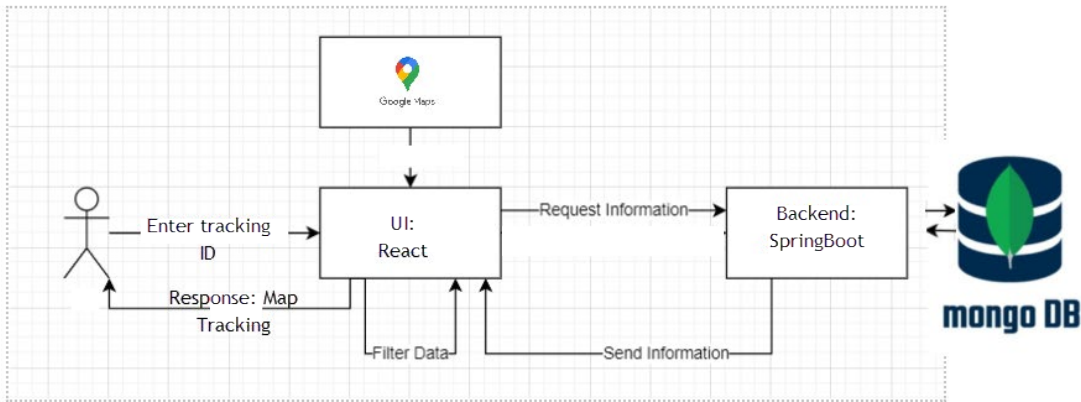 Google Maps
Enter tracking
ID
UI:
React
Request Information
Backend:
SpringBoot
Response: Map
Tracking
Filter Data
Send Information
mongo DB